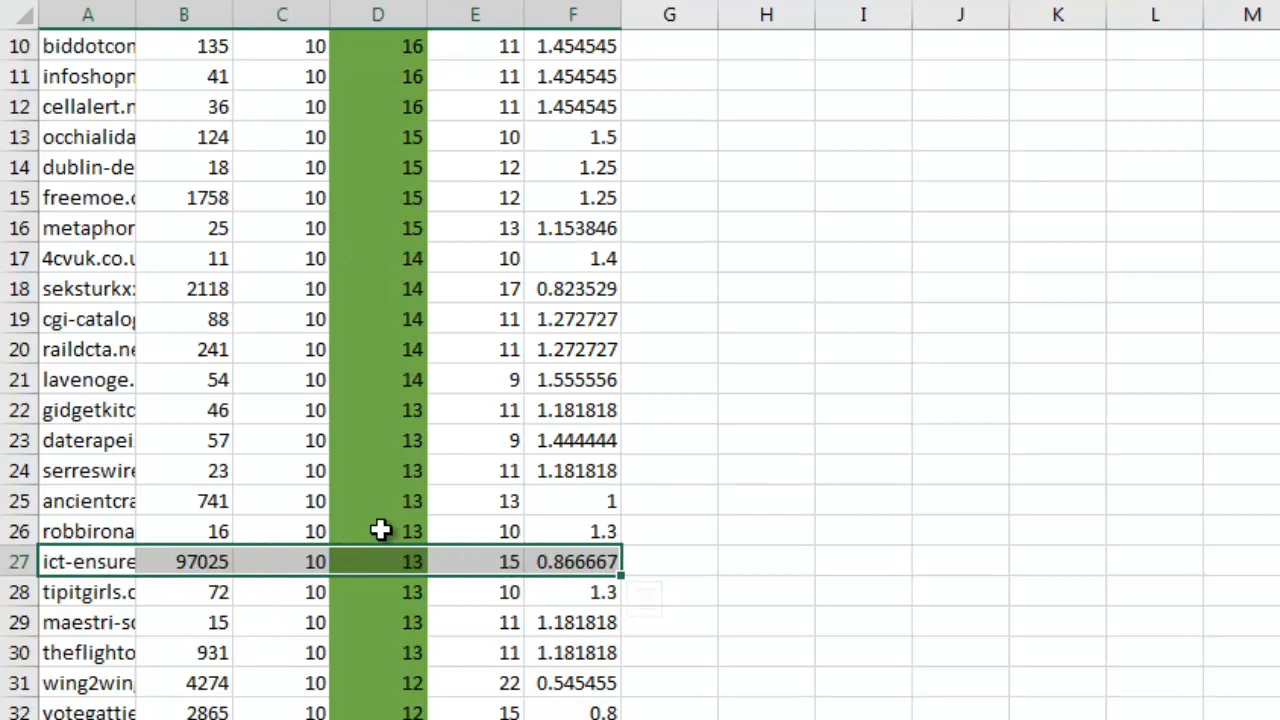 A B C D E F G H I J K L M
10 biddotcon 135 10 16 11 1.454545
11 infoshopr 41 10 16 11 1.454545
12 cellalert.n 36 10 16 11 1.454545
13 occhialida 124 10 15 10 1.5
14 dublin-de 18 10 15 12 1.25
15 freemoe.c 1758 10 15 12 1.25
16 metaphor 25 10 15 13 1.153846
17 4cvuk.co.u 11 10 14 10 1.4
18 seksturkx 2118 10 14 17 0.823529
19 cgi-catalog 88 10 14 11 1.272727
20 raildcta.ne 241 10 14 11 1.272727
21 lavenoge. 54 10 14 9 1.555556
22 gidgetkitc 46 10 13 11 1.181818
23 daterapei 57 10 13 9 1.444444
24 serreswire 23 10 13 11 1.181818
25 ancientcra 741 10 13 13 1
26 robbirona 16 10 13 10 1.3
27 ict-ensure 97025 10 13 15 0.866667
28 tipitgirls.c 72 10 13 10 1.3
29 maestri-so 15 10 13 11 1.181818
30 theflighto 931 10 13 11 1.181818
31 wing2win 4274 10 12 22 0.545455
32 votegattie 2865 10 12 15 0.8